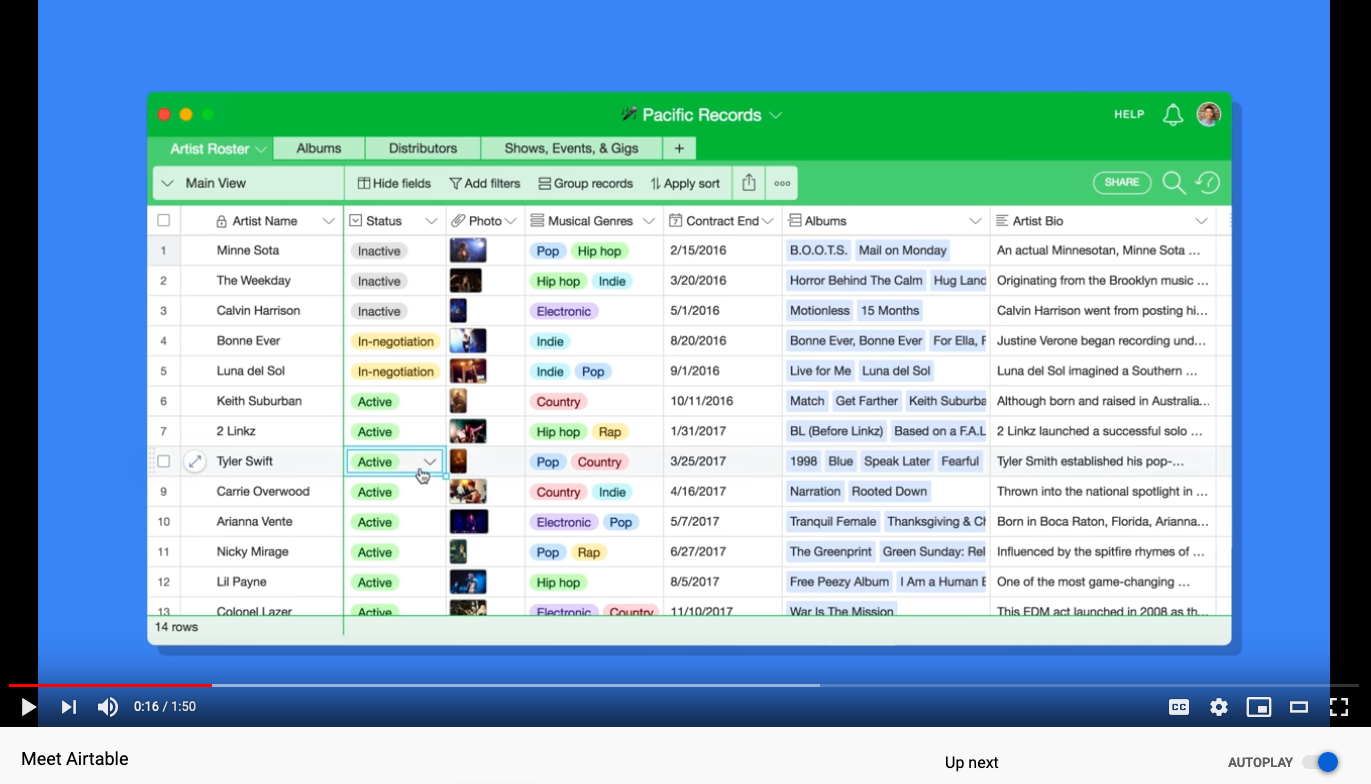 Pacific Records
HELP
Artist Roster Albums Distributors Shows, Events, & Gigs +
Main View Hide fields Add filters Group records Apply sort SHARE
Artist Name Status Photo Musical Genres Contract End Albums Artist Bio
1 Minne Sota Inactive Pop Hip hop 2/15/2016 B.O.O.T.S. Mail on Monday An actual Minnesotan, Minne Sota ...
2 The Weekday Inactive Hip hop Indie 3/20/2016 Horror Behind The Calm Hug Land Originating from the Brooklyn music ...
3 Calvin Harrison Inactive Electronic 5/1/2016 Motionless 15 Months Calvin Harrison went from posting hi...
4 Bonne Ever In-negotiation Indie 8/20/2016 Bonne Ever, Bonne Ever For Ella, F Justine Verone began recording und...
5 Luna del Sol In-negotiation Indie Pop 9/1/2016 Live for Me Luna del Sol Luna del Sol imagined a Southern ...
6 Keith Suburban Active Country 10/11/2016 Match Get Farther Keith Suburba Although born and raised in Australia...
7 2 Linkz Active Hip hop Rap 1/31/2017 BL (Before Linkz) Based on a F.A.L 2 Linkz launched a successful solo ...
Tyler Swift Active Pop Country 3/25/2017 1998 Blue Speak Later Fearful Tyler Smith established his pop-...
9 Carrie Overwood Active Country Indie 4/16/2017 Narration Rooted Down Thrown into the national spotlight in ...
10 Arianna Vente Active Electronic Pop 5/7/2017 Tranquil Female Thanksgiving & Ch Born in Boca Raton, Florida, Arianna...
11 Nicky Mirage Active Pop Rap 6/27/2017 The Greenprint Green Sunday: Rel Influenced by the spitfire rhymes of ...
12 Lil Payne Active Hip hop 8/5/2017 Free Peezy Album I Am a Human B One of the most game-changing ...
13 Colonel Lazer Active Electronic Country 11/10/2017 War Is The Mission This EDM act launched in 2008 as th...
14 rows
0:16 / 1:50 CC
Meet Airtable Up next AUTOPLAY